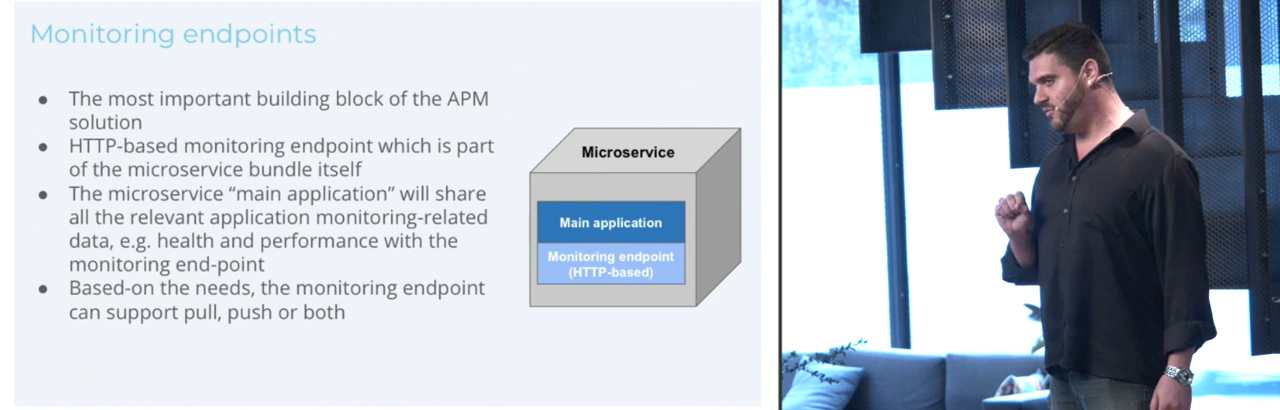 Monitoring endpoints
● The most important building block of the APM
solution
● HTTP-based monitoring endpoint which is part
of the microservice bundle itself
● The microservice “main application” will share
all the relevant application monitoring-related
data, e.g. health and performance with the
monitoring end-point
● Based-on the needs, the monitoring endpoint
can support pull, push or both
Microservice
Main application
Monitoring endpoint
(HTTP-based)